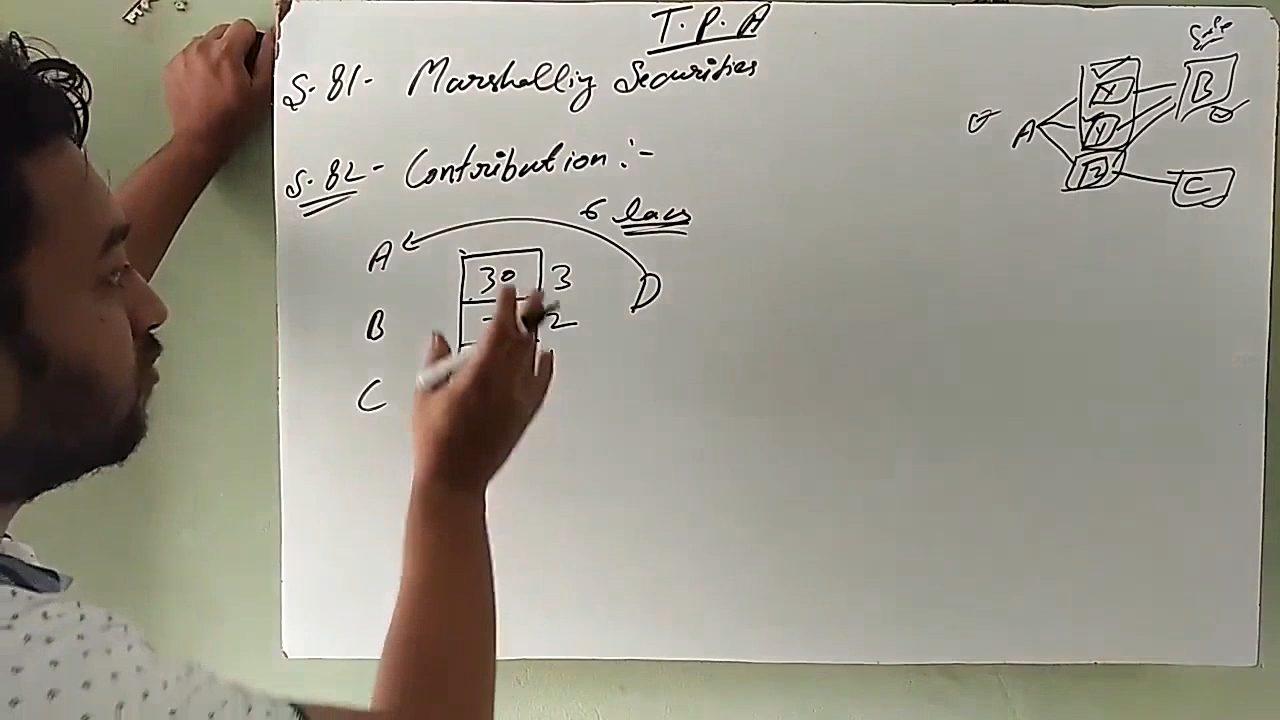 T.P.A
S.81- Marshalling Securities
S.82- Contribution :-
6 lacs
A
30 3
D
B
2
C
X
B
A
Y
Z
C